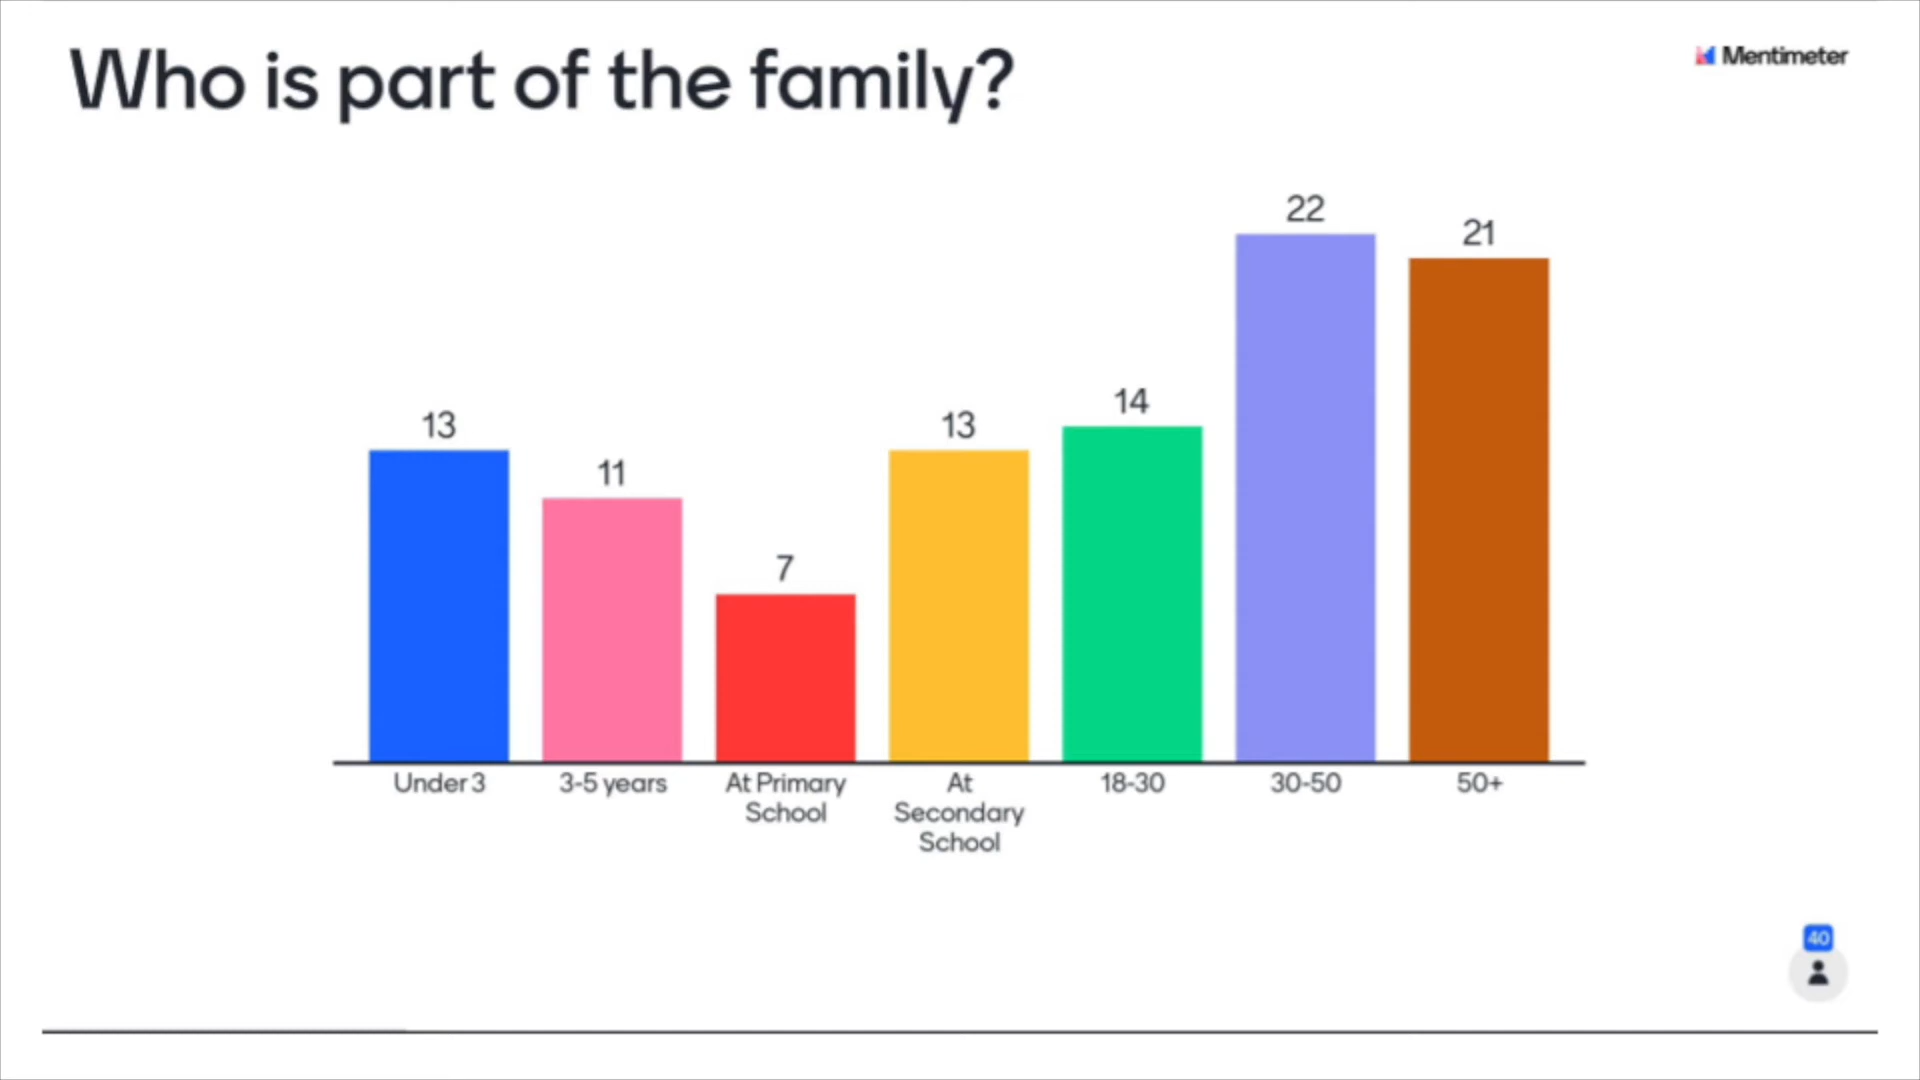 Who is part of the family?
Mentimeter
22
21
14
13
13
11
7
Under 3
3-5 years
At Primary
School
At
Secondary
School
18-30
30-50
50+
40